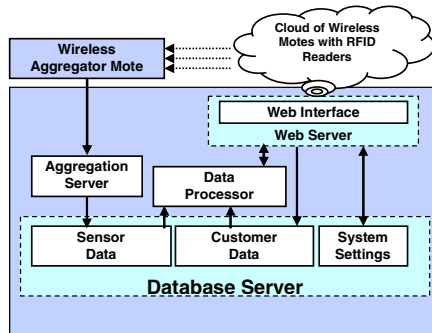 Cloud of Wireless
Motes with RFID
Readers
Wireless
Aggregator Mote
Web Interface
Web Server
Aggregation
Server
Data
Processor
Sensor
Data
Customer
Data
System
Settings
Database Server